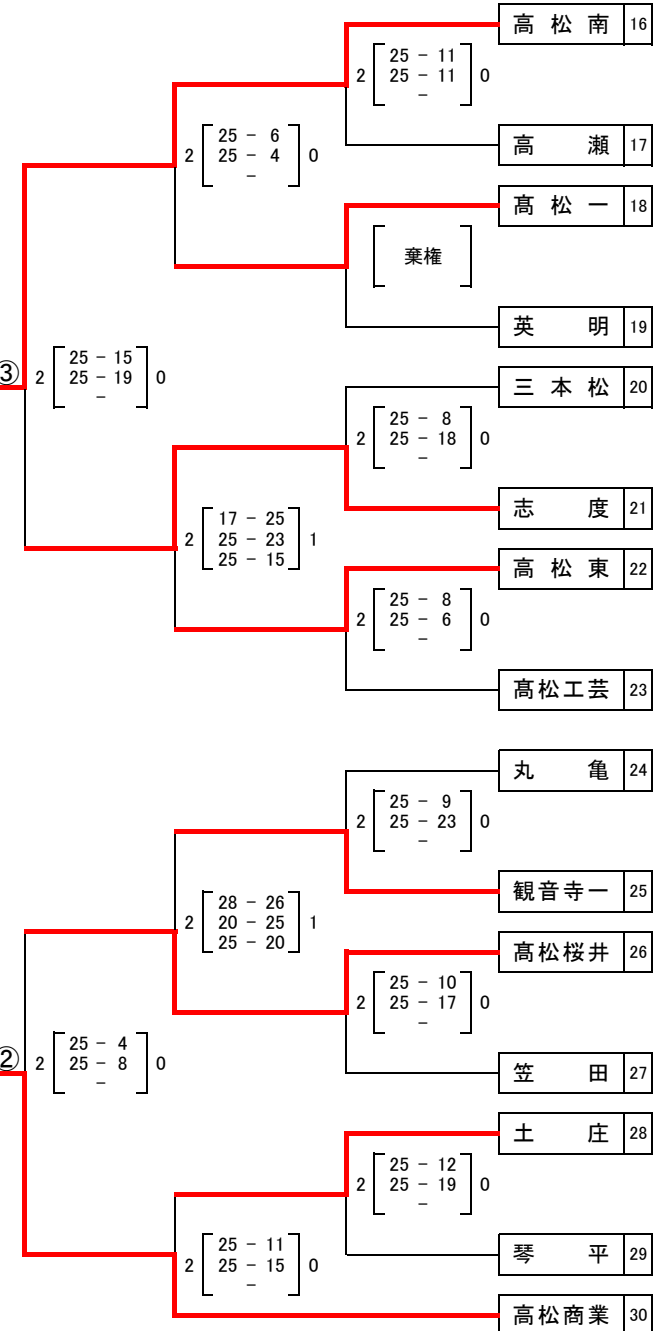 高松南 16
2 25 - 11 0
25 - 11
-
高瀬 17
2 25 - 6 0
25 - 4
-
髙松一 18
棄権
英明 19
③ 2 25 - 15 0
25 - 19
-
三本松 20
2 25 - 8 0
25 - 18
-
志度 21
2 17 - 25 1
25 - 23
25 - 15
高松東 22
2 25 - 8 0
25 - 6
-
髙松工芸 23
丸亀 24
2 25 - 9 0
25 - 23
-
観音寺一 25
2 28 - 26 1
20 - 25
25 - 20
髙松桜井 26
2 25 - 10 0
25 - 17
-
笠田 27
② 2 25 - 4 0
25 - 8
-
土庄 28
2 25 - 12 0
25 - 19
-
琴平 29
2 25 - 11 0
25 - 15
-
高松商業 30